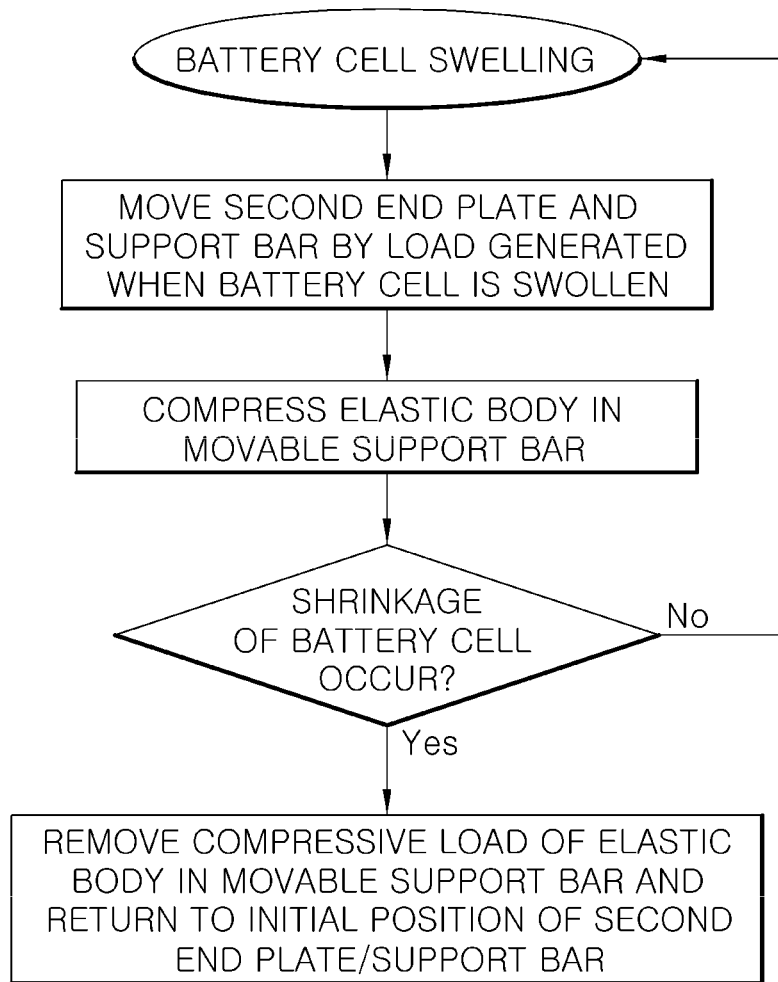 BATTERY CELL SWELLING
MOVE SECOND END PLATE AND
SUPPORT BAR BY LOAD GENERATED
WHEN BATTERY CELL IS SWOLLEN
COMPRESS ELASTIC BODY IN
MOVABLE SUPPORT BAR
SHRINKAGE
OF BATTERY CELL
OCCUR?
No
Yes
REMOVE COMPRESSIVE LOAD OF ELASTIC
BODY IN MOVABLE SUPPORT BAR AND
RETURN TO INITIAL POSITION OF SECOND
END PLATE/SUPPORT BAR